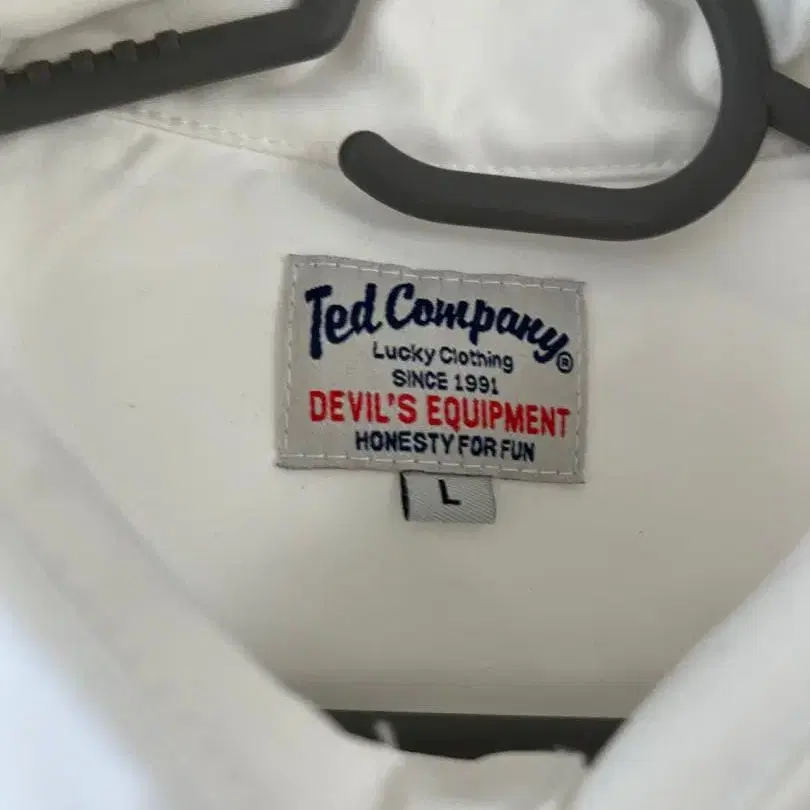 Ted Company®
Lucky Clothing
SINCE 1991
DEVIL'S EQUIPMENT
HONESTY FOR FUN
L